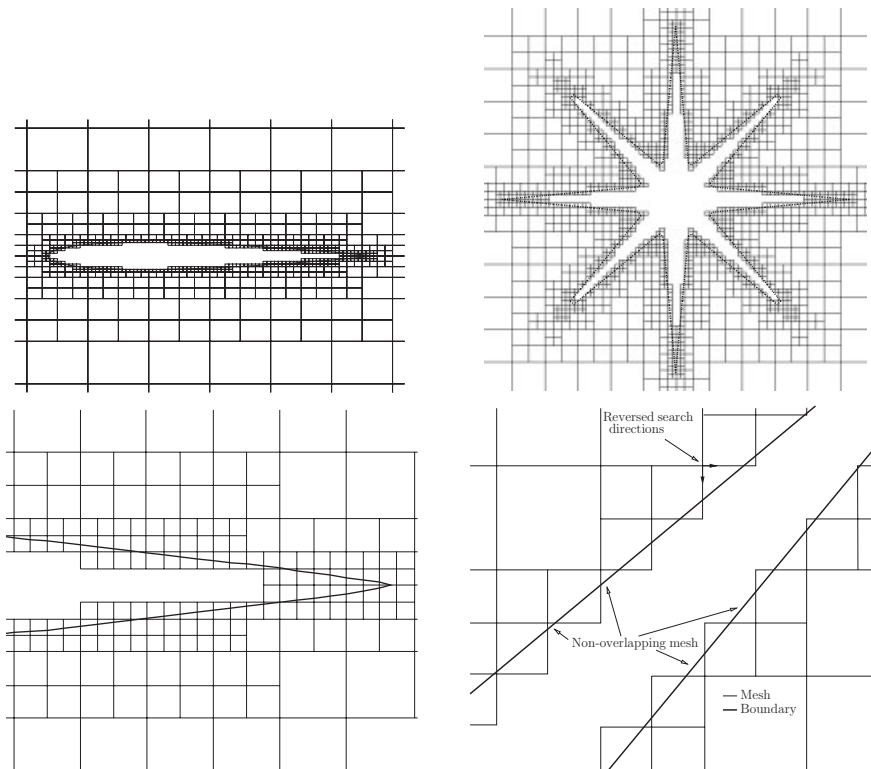 Reversed search
directions
Non-overlapping mesh
Mesh
Boundary